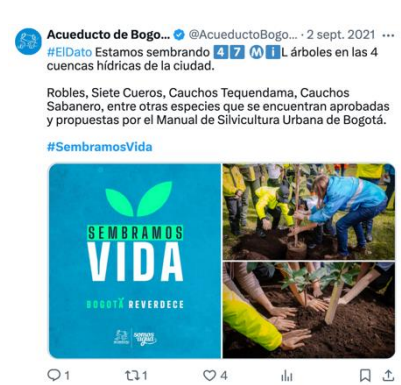 Acueducto de Bogo... @AcueductoBogo... · 2 sept. 2021 ...
#ElDato Estamos sembrando 4️⃣7️⃣ Ⓜ️ℹ️L árboles en las 4
cuencas hídricas de la ciudad.
Robles, Siete Cueros, Cauchos Tequendama, Cauchos
Sabanero, entre otras especies que se encuentran aprobadas
y propuestas por el Manual de Silvicultura Urbana de Bogotá.
#SembramosVida
SEMBRAMOS
VIDA
BOGOTÁ REVERDECE
somos
agua
1 1 4